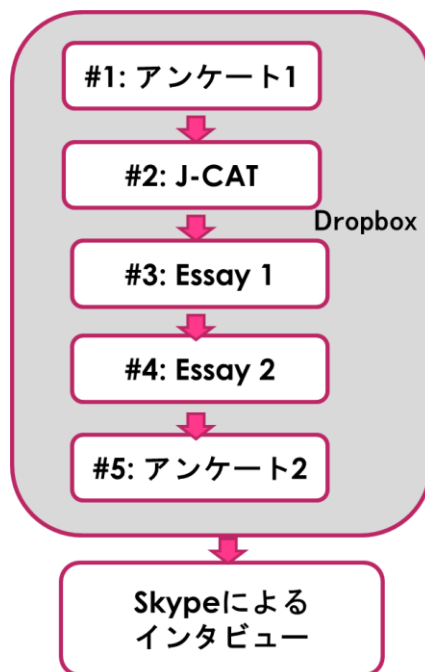 #1: アンケート1
#2: J-CAT
Dropbox
#3: Essay 1
#4: Essay 2
#5: アンケート2
Skypeによる
インタビュー